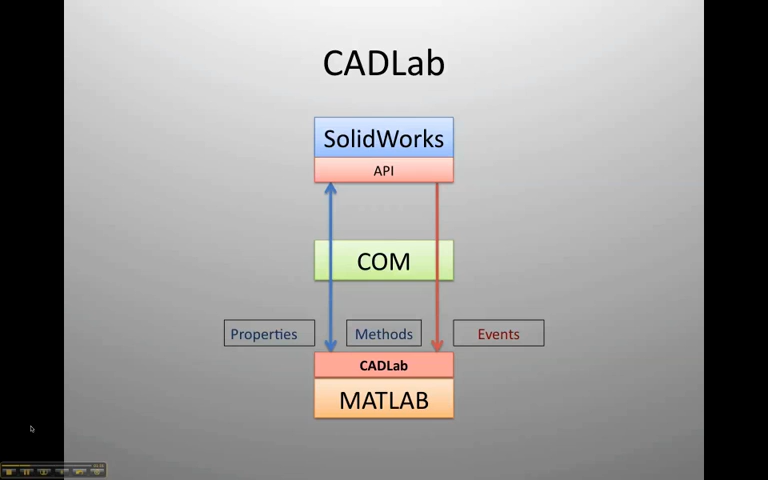 CADLab
SolidWorks
API
COM
Properties
Methods
Events
CADLab
MATLAB